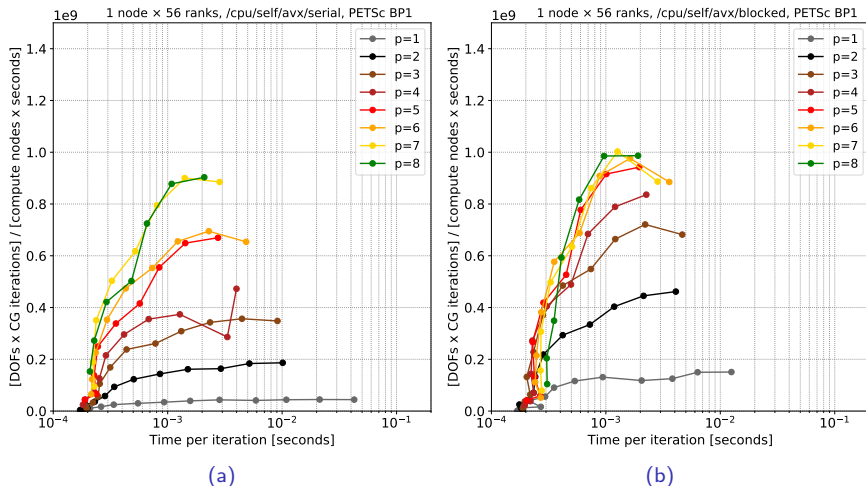 1e9
1 node × 56 ranks, /cpu/self/avx/serial, PETSc BP1
[DOFs x CG iterations] / [compute nodes x seconds]
1.4
1.2
1.0
0.8
0.6
0.4
0.2
0.0
p=1
p=2
p=3
p=4
p=5
p=6
p=7
p=8
10⁻⁴
10⁻³
10⁻²
10⁻¹
Time per iteration [seconds]
(a)
1e9
1 node × 56 ranks, /cpu/self/avx/blocked, PETSc BP1
[DOFs x CG iterations] / [compute nodes x seconds]
1.4
1.2
1.0
0.8
0.6
0.4
0.2
0.0
p=1
p=2
p=3
p=4
p=5
p=6
p=7
p=8
10⁻⁴
10⁻³
10⁻²
10⁻¹
Time per iteration [seconds]
(b)